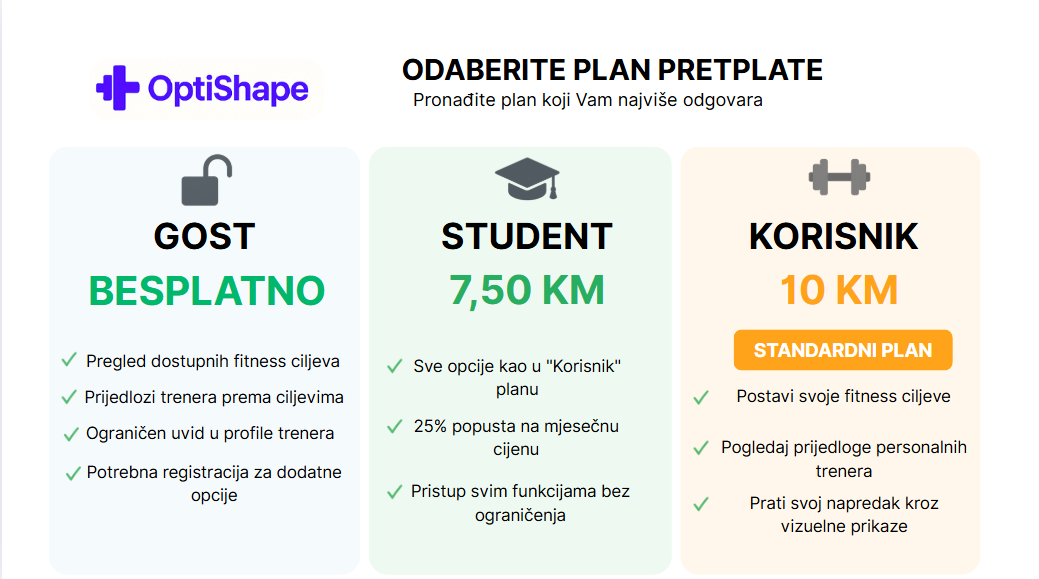 OptiShape
ODABERITE PLAN PRETPLATE
Pronađite plan koji Vam najviše odgovara
GOST
BESPLATNO
Pregled dostupnih fitness ciljeva
Prijedlozi trenera prema ciljevima
Ograničen uvid u profile trenera
Potrebna registracija za dodatne
opcije
STUDENT
7,50 KM
Sve opcije kao u "Korisnik"
planu
25% popusta na mjesečnu
cijenu
Pristup svim funkcijama bez
ograničenja
KORISNIK
10 KM
STANDARDNI PLAN
Postavi svoje fitness ciljeve
Pogledaj prijedloge personalnih
trenera
Prati svoj napredak kroz
vizuelne prikaze